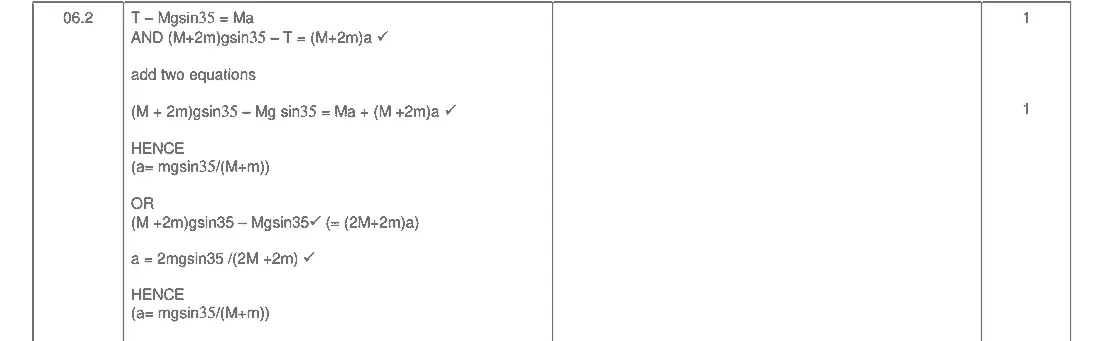 06.2
T – Mgsin35 = Ma
1
AND (M+2m)gsin35 – T = (M+2m)a ✓
add two equations
(M + 2m)gsin35 – Mg sin35 = Ma + (M +2m)a ✓
1
HENCE
(a= mgsin35/(M+m))
OR
(M +2m)gsin35 – Mgsin35✓ (= (2M+2m)a)
a = 2mgsin35 /(2M +2m) ✓
HENCE
(a= mgsin35/(M+m))